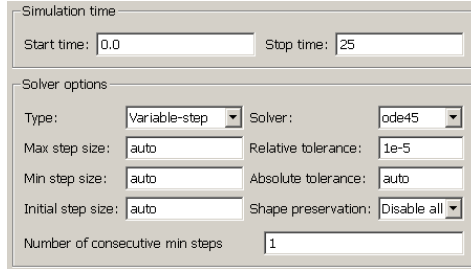 Simulation time
Start time: 0.0 Stop time: 25
Solver options
Type: Variable-step Solver: ode45
Max step size: auto Relative tolerance: 1e-5
Min step size: auto Absolute tolerance: auto
Initial step size: auto Shape preservation: Disable all
Number of consecutive min steps 1